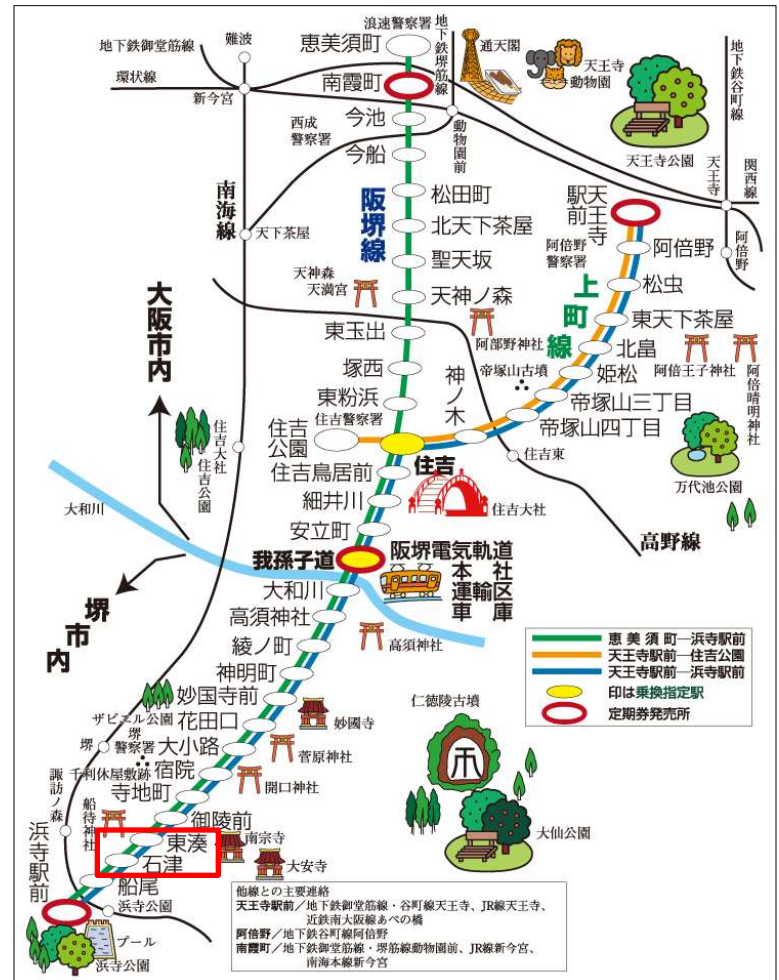 浪速警察署
恵美須町
南霞町
今池
今船
松田町
北天下茶屋
聖天坂
天神ノ森
東玉出
塚西
東粉浜
住吉
住吉鳥居前
細井川
安立町
我孫子道
大和川
高須神社
綾ノ町
神明町
妙国寺前
花田口
大小路
宿院
寺地町
御陵前
東湊
石津
船尾
浜寺駅前
阪堺線
上町線
天王寺駅前
阿倍野
松虫
東天下茶屋
北畠
姫松
帝塚山三丁目
帝塚山四丁目
神ノ木
住吉公園
地下鉄御堂筋線
難波
環状線
新今宮
地下鉄堺筋線
動物園前
西成警察署
通天閣
天王寺動物園
天王寺公園
地下鉄谷町線
天王寺
関西線
阿倍野
阿倍野警察署
南海線
天下茶屋
天神森天満宮
阿部野神社
帝塚山古墳
阿倍王子神社
阿倍晴明神社
万代池公園
住吉東
高野線
住吉警察署
住吉大社
住吉大社
住吉公園
大阪市内
堺市内
大和川
阪堺電気軌道
本社
運輸区
車庫
高須神社
妙國寺
菅原神社
開口神社
ザビエル公園
堺警察署
堺
千利休屋敷跡
諏訪ノ森
船待神社
南宗寺
大安寺
浜寺公園
プール
浜寺公園
仁徳陵古墳
大仙公園
恵美須町―浜寺駅前
天王寺駅前―住吉公園
天王寺駅前―浜寺駅前
印は乗換指定駅
定期券発売所
他線との主要連絡
天王寺駅前/地下鉄御堂筋線・谷町線天王寺、JR線天王寺、
近鉄南大阪線あべの橋
阿倍野/地下鉄谷町線阿倍野
南霞町/地下鉄御堂筋線・堺筋線動物園前、JR線新今宮、
南海本線新今宮